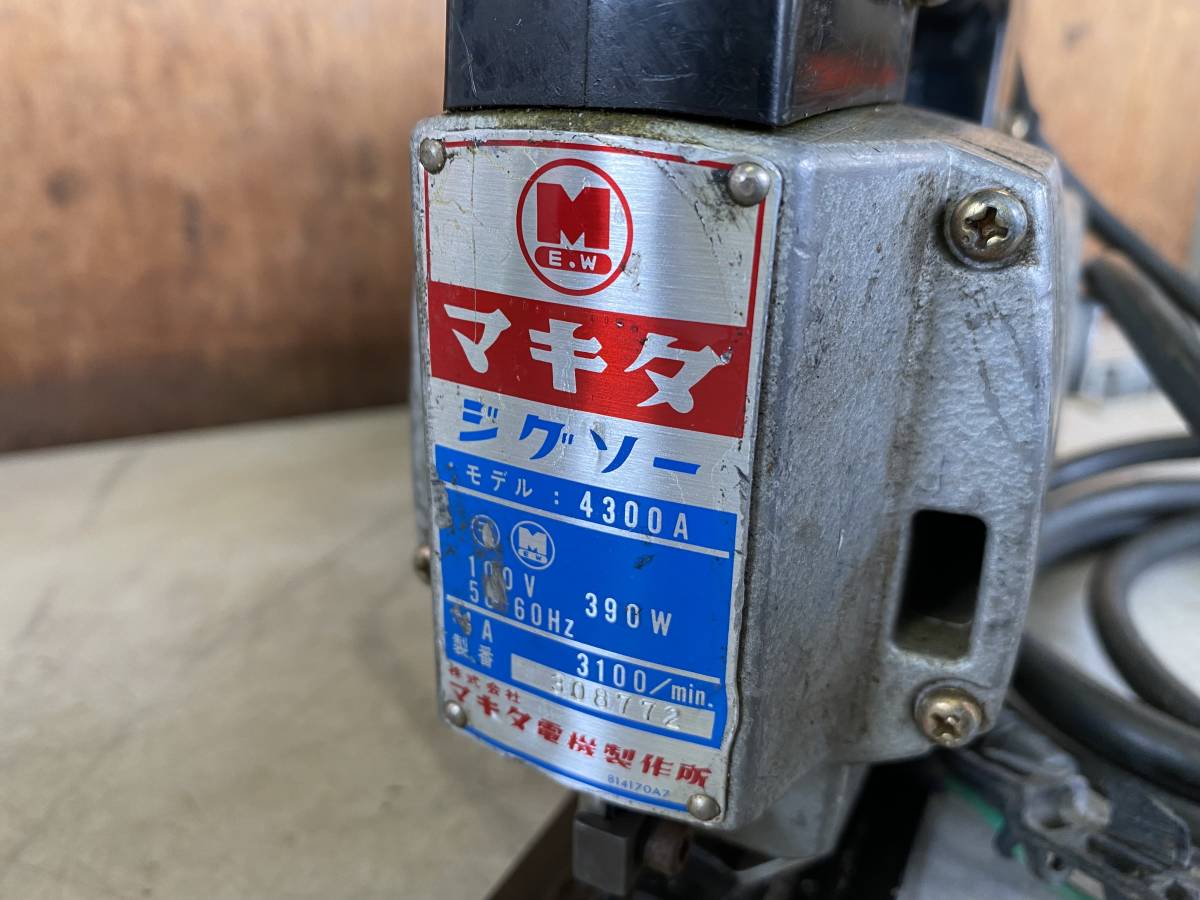 M
E.W
マキタ
ジグソー
モデル : 4300A
M
E.W
100V
50-60Hz 390W
4A 3100/min.
製番 308772
株式会社
マキタ電機製作所
814170A7